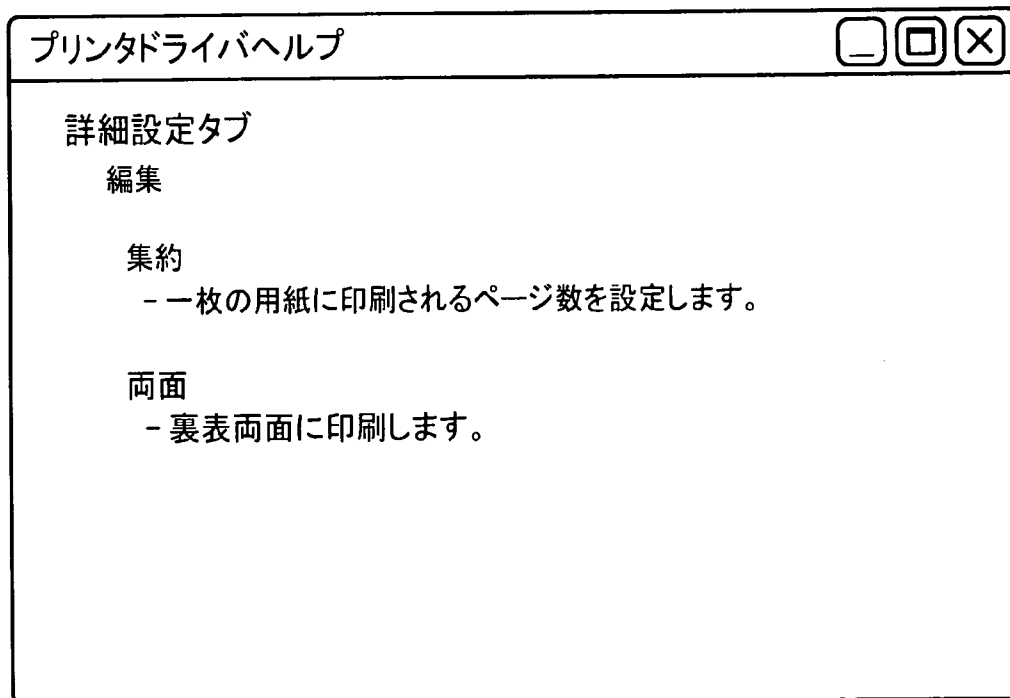 プリンタドライバヘルプ
詳細設定タブ
編集
集約
－一枚の用紙に印刷されるページ数を設定します。
両面
－裏表両面に印刷します。